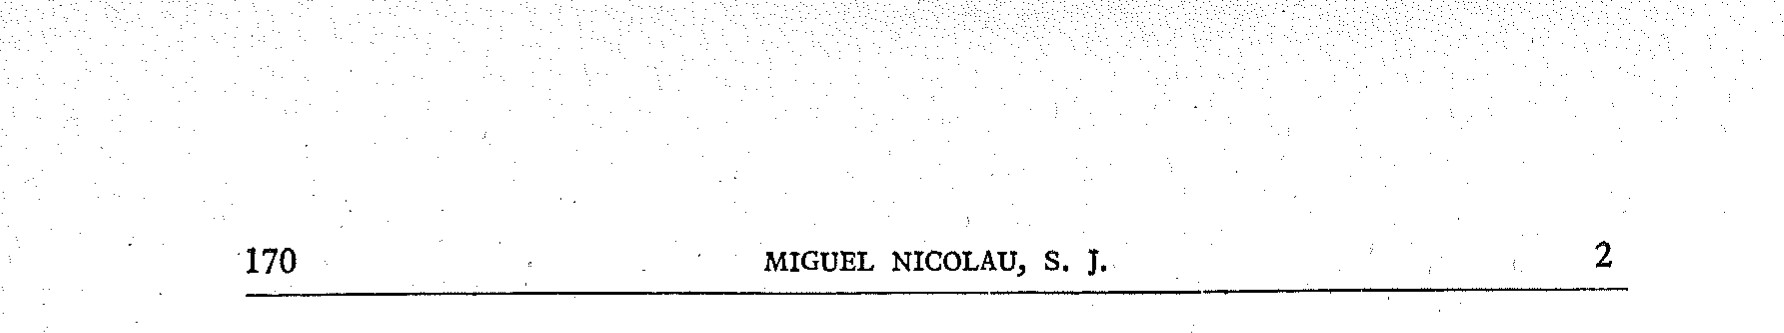 170 MIGUEL NICOLAU, S. J. 2